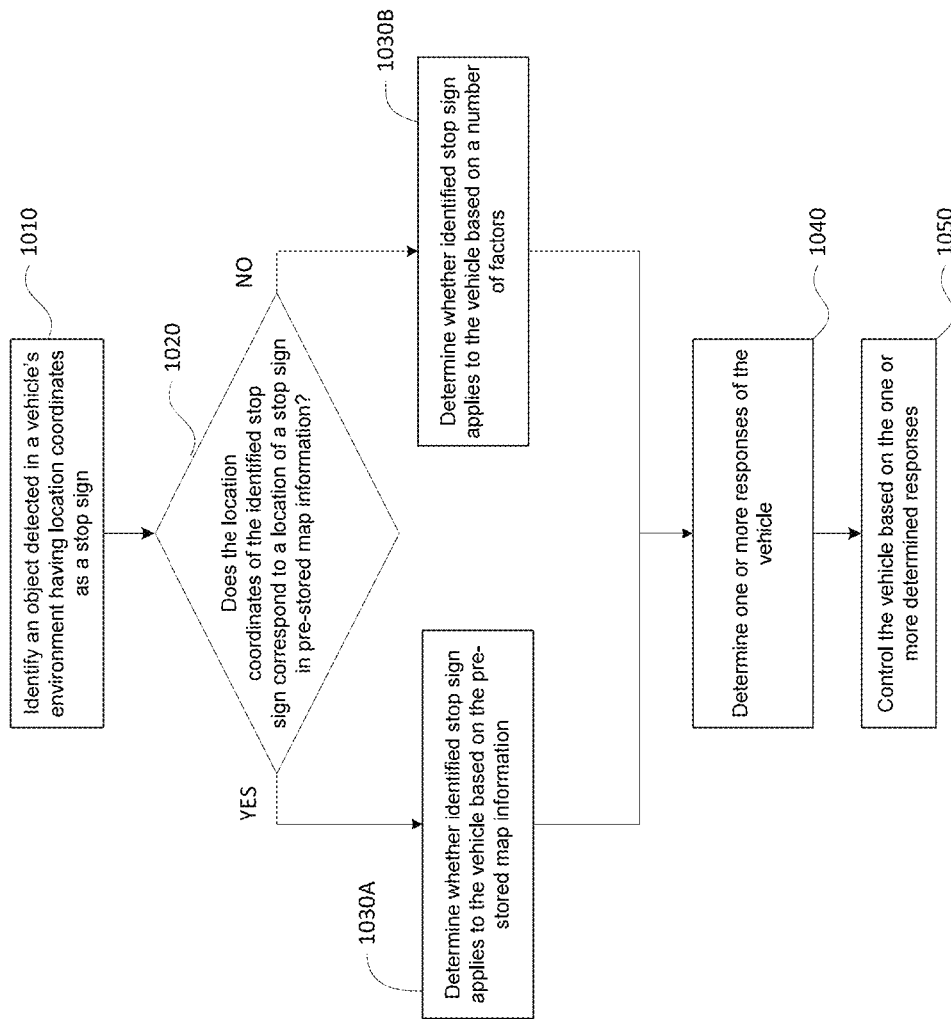 1010
Identify an object detected in a vehicle's
environment having location coordinates
as a stop sign
1020
Does the location
coordinates of the identified stop
sign correspond to a location of a stop sign
in pre-stored map information?
YES
NO
1030A
Determine whether identified stop sign
applies to the vehicle based on the pre-
stored map information
1030B
Determine whether identified stop sign
applies to the vehicle based on a number
of factors
Determine one or more responses of the
vehicle
1040
Control the vehicle based on the one or
more determined responses
1050